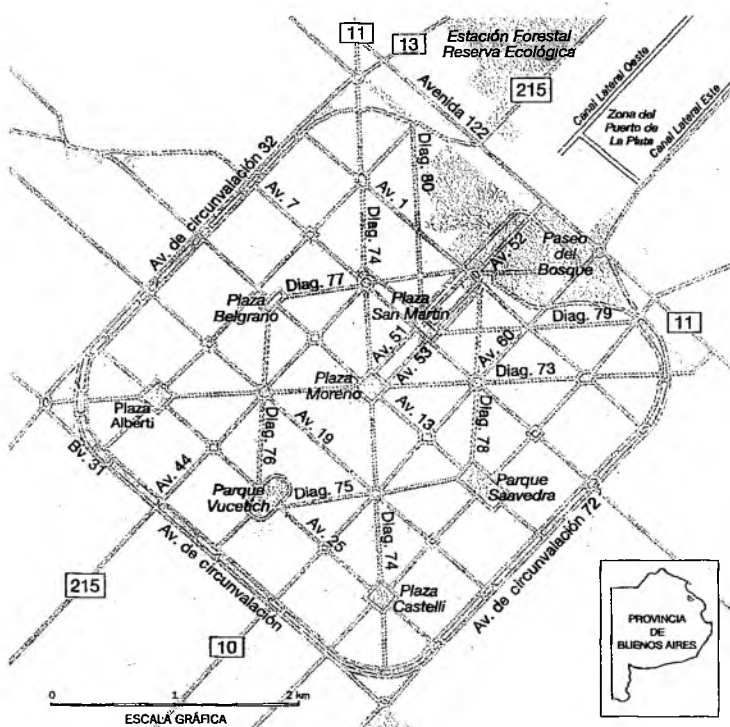 11
13
Estación Forestal
Reserva Ecológica
215
Avenida 122
Canal Lateral Oeste
Zona del
Puerto de
La Plata
Canal Lateral Este
Av. de circunvalación 32
Diag. 80
Av. 7
Av. 1
Diag. 74
Av. 52
Paseo
del
Bosque
Diag. 77
Plaza
Belgrano
Plaza
San Martín
Diag. 79
11
Av. 51
Av. 53
Av. 60
Plaza
Moreno
Diag. 73
Plaza
Alberti
Av. 13
Av. 19
Diag. 76
Diag. 78
Bv. 31
Av. 44
Parque
Vucetich
Diag. 75
Parque
Saavedra
Av. 25
Diag. 74
Av. de circunvalación
Av. de circunvalación 72
Plaza
Castelli
215
10
PROVINCIA
DE
BUENOS AIRES
0 1 2 km
ESCALA GRÁFICA